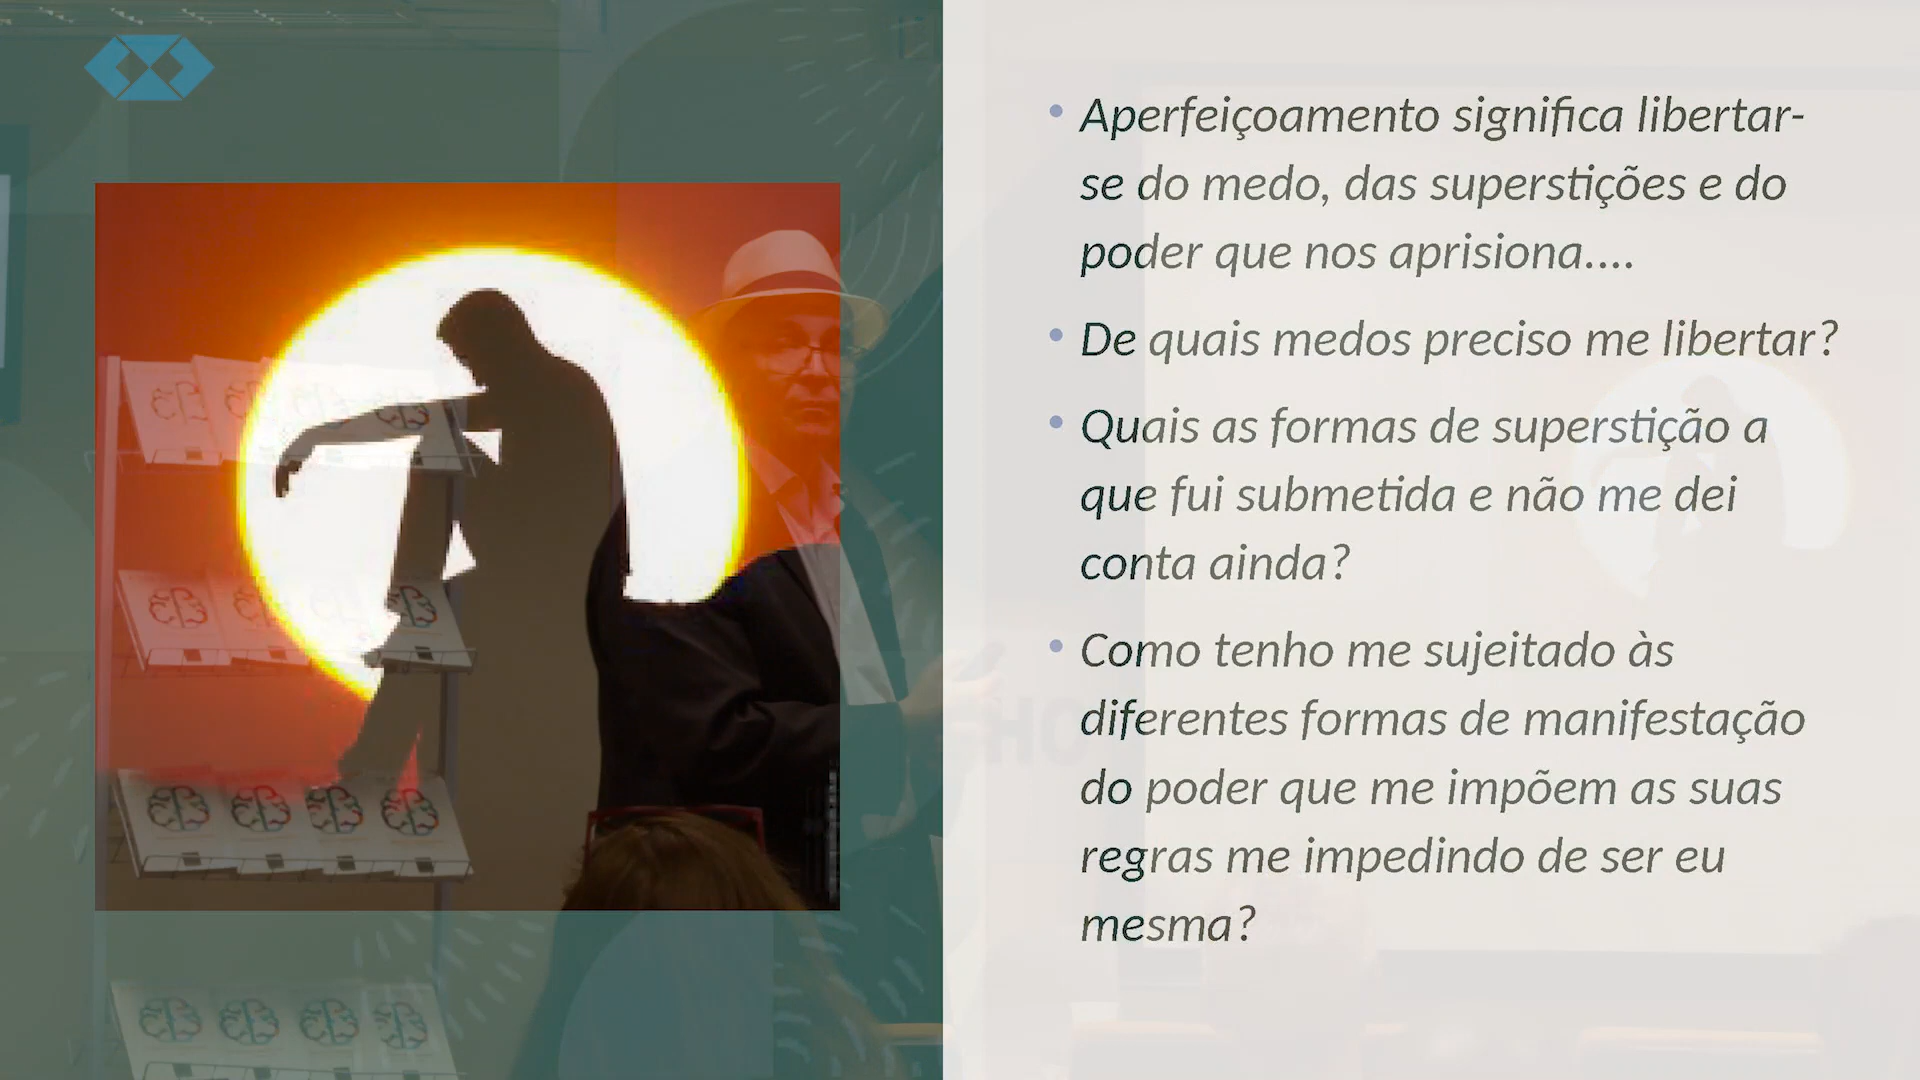 Aperfeiçoamento significa libertar-
se do medo, das superstições e do
poder que nos aprisiona....
De quais medos preciso me libertar?
Quais as formas de superstição a
que fui submetida e não me dei
conta ainda?
Como tenho me sujeitado às
diferentes formas de manifestação
do poder que me impõem as suas
regras me impedindo de ser eu
mesma?
HO